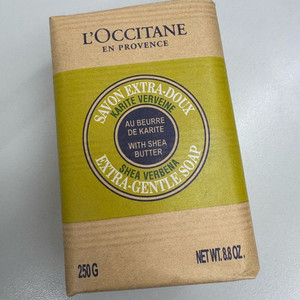 L'OCCITANE
EN PROVENCE
SAVON EXTRA-DOUX
KARITE VERVEINE
AU BEURRE
DE KARITE
WITH SHEA
BUTTER
SHEA VERBENA
EXTRA-GENTLE SOAP
250 G
NET WT. 8.8 OZ.